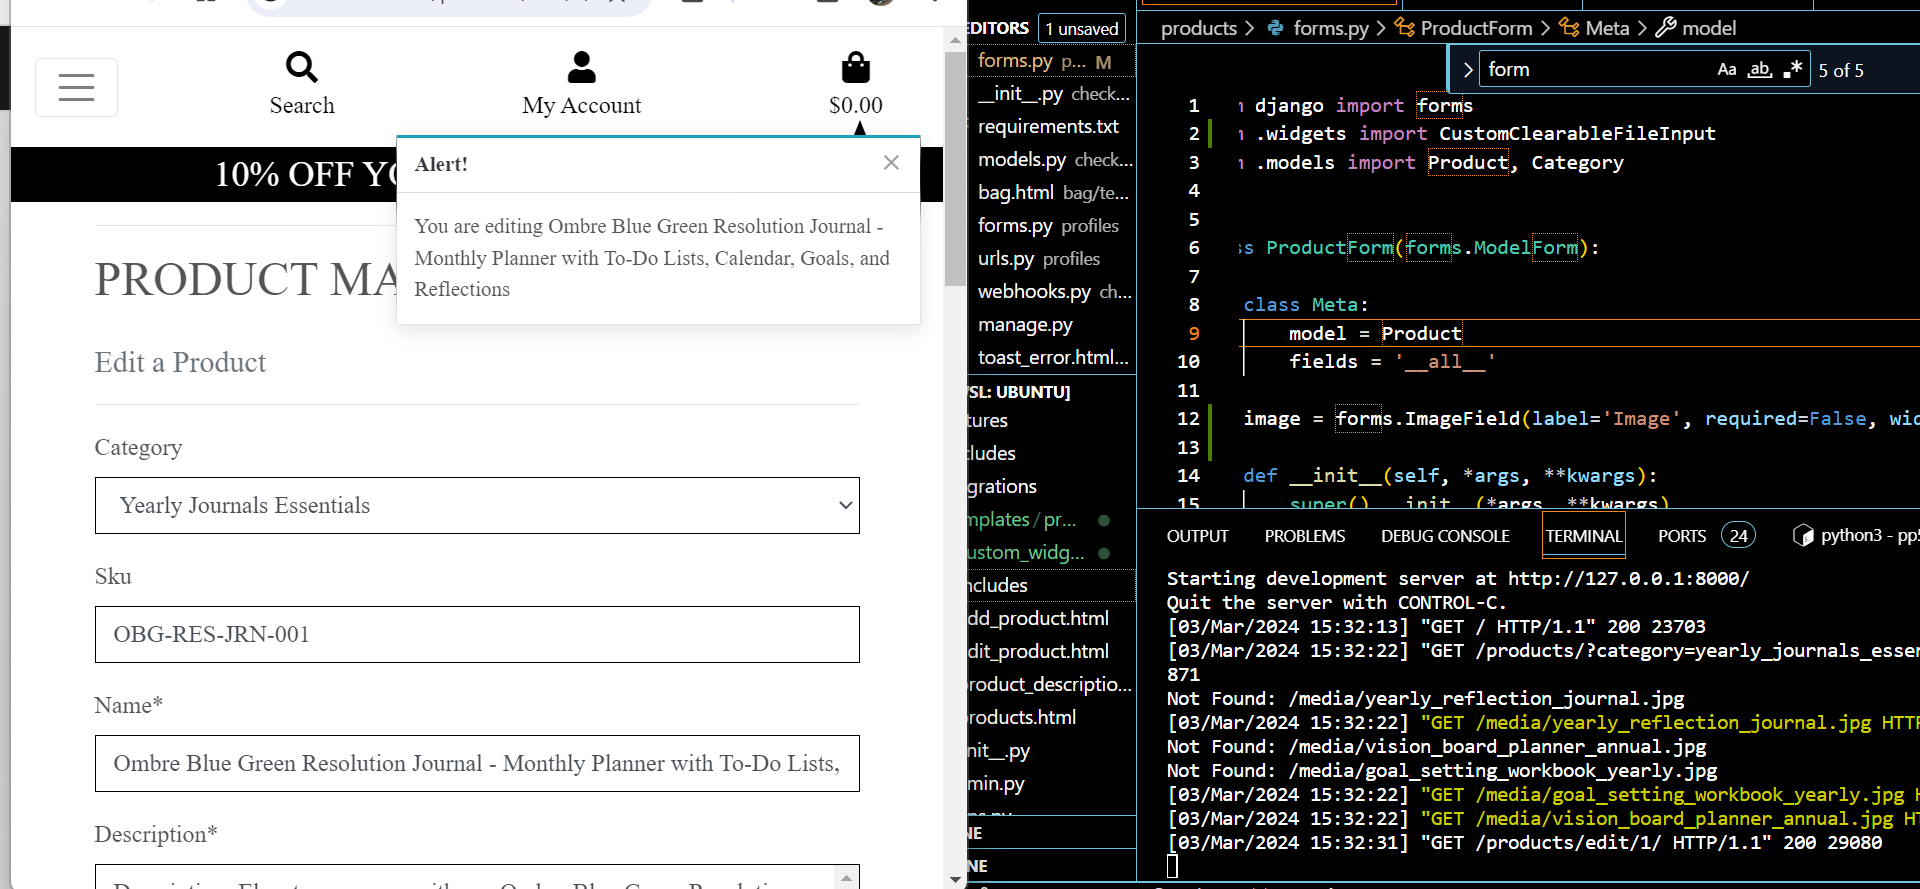 Search
My Account
$0.00
10% OFF YO
Alert!
You are editing Ombre Blue Green Resolution Journal -
Monthly Planner with To-Do Lists, Calendar, Goals, and
Reflections
PRODUCT MA
Edit a Product
Category
Yearly Journals Essentials
Sku
OBG-RES-JRN-001
Name*
Ombre Blue Green Resolution Journal - Monthly Planner with To-Do Lists,
Description*
EDITORS 1 unsaved
forms.py p... M
__init__.py check...
requirements.txt
models.py check...
bag.html bag/te...
forms.py profiles
urls.py profiles
webhooks.py ch...
manage.py
toast_error.html...
SL: UBUNTU]
tures
cludes
grations
mplates/pr...
ustom_widg...
ncludes
dd_product.html
dit_product.html
roduct_descriptio...
roducts.html
nit__.py
min.py
NE
NE
products > forms.py > ProductForm > Meta > model
form Aa ab .* 5 of 5
1 django import forms
2 .widgets import CustomClearableFileInput
3 .models import Product, Category
4
5
6 ss ProductForm(forms.ModelForm):
7
8 class Meta:
9 model = Product
10 fields = '__all__'
11
12 image = forms.ImageField(label='Image', required=False, wid
13
14 def __init__(self, *args, **kwargs):
15 super().__init__(*args, **kwargs)
OUTPUT PROBLEMS DEBUG CONSOLE TERMINAL PORTS 24 python3 - pp5
Starting development server at http://127.0.0.1:8000/
Quit the server with CONTROL-C.
[03/Mar/2024 15:32:13] "GET / HTTP/1.1" 200 23703
[03/Mar/2024 15:32:22] "GET /products/?category=yearly_journals_essen
871
Not Found: /media/yearly_reflection_journal.jpg
[03/Mar/2024 15:32:22] "GET /media/yearly_reflection_journal.jpg HTTP
Not Found: /media/vision_board_planner_annual.jpg
Not Found: /media/goal_setting_workbook_yearly.jpg
[03/Mar/2024 15:32:22] "GET /media/goal_setting_workbook_yearly.jpg H
[03/Mar/2024 15:32:22] "GET /media/vision_board_planner_annual.jpg HT
[03/Mar/2024 15:32:31] "GET /products/edit/1/ HTTP/1.1" 200 29080